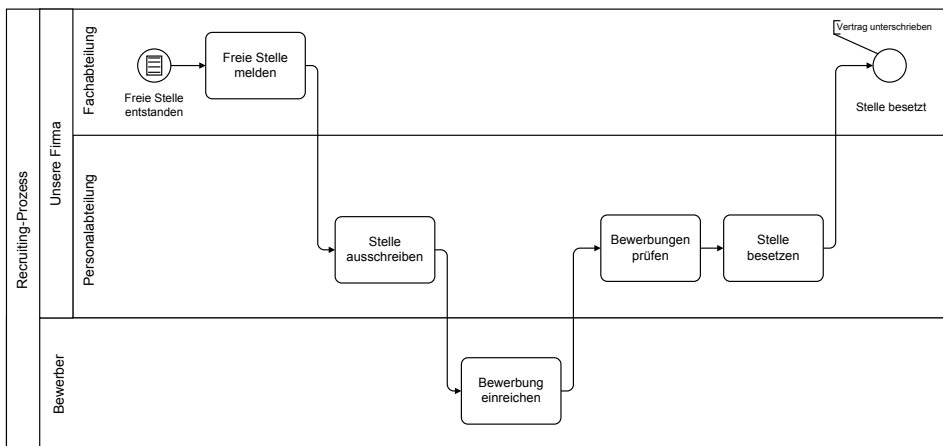 Recruiting-Prozess
Unsere Firma
Fachabteilung
Freie Stelle
entstanden
Freie Stelle
melden
Vertrag unterschrieben
Stelle besetzt
Personalabteilung
Stelle
ausschreiben
Bewerbungen
prüfen
Stelle
besetzen
Bewerber
Bewerbung
einreichen